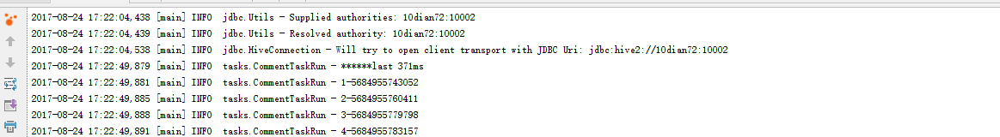 2017-08-24 17:22:04,438 [main] INFO  jdbc.Utils - Supplied authorities: 10dian72:10002
2017-08-24 17:22:04,439 [main] INFO  jdbc.Utils - Resolved authority: 10dian72:10002
2017-08-24 17:22:04,538 [main] INFO  jdbc.HiveConnection - Will try to open client transport with JDBC Uri: jdbc:hive2://10dian72:10002
2017-08-24 17:22:49,879 [main] INFO  tasks.CommentTaskRun - ******last 371ms
2017-08-24 17:22:49,881 [main] INFO  tasks.CommentTaskRun - 1-5684955743052
2017-08-24 17:22:49,885 [main] INFO  tasks.CommentTaskRun - 2-5684955760411
2017-08-24 17:22:49,888 [main] INFO  tasks.CommentTaskRun - 3-5684955779798
2017-08-24 17:22:49,891 [main] INFO  tasks.CommentTaskRun - 4-5684955783157